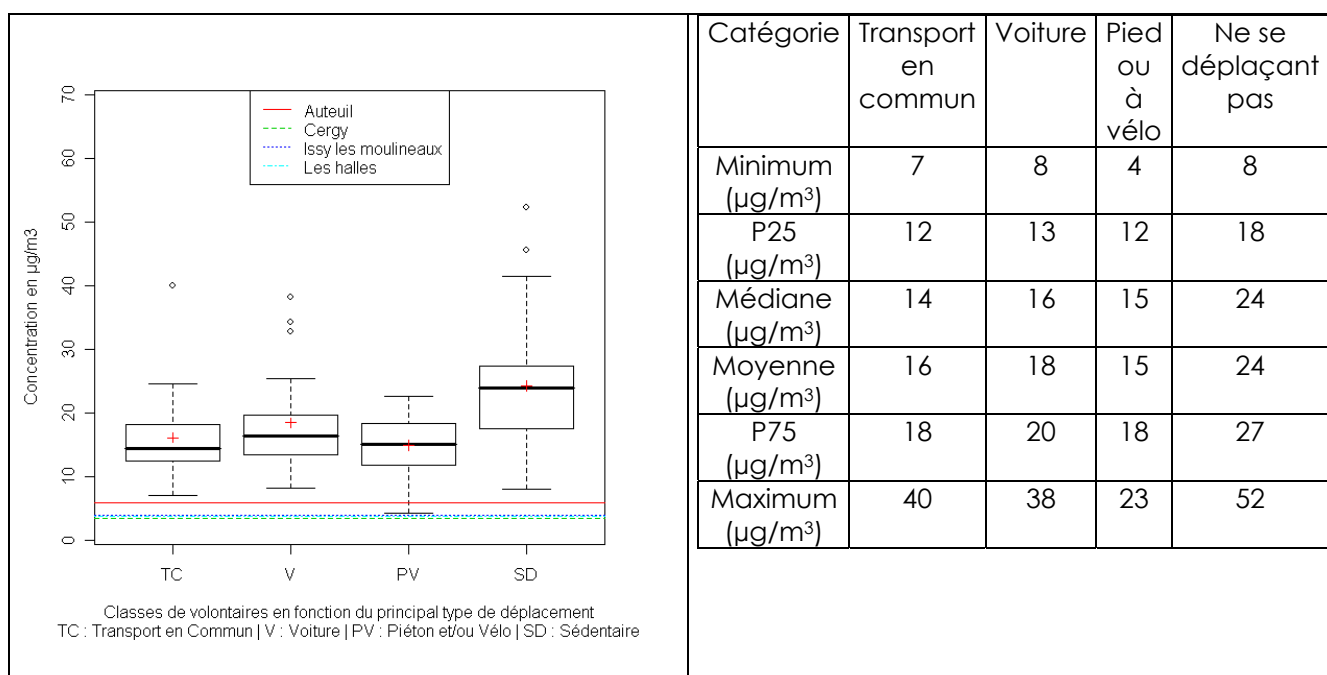 70
60
50
40
30
20
10
0
Concentration en µg/m3
Auteuil
Cergy
Issy les moulineaux
Les halles
TC V PV SD
Classes de volontaires en fonction du principal type de déplacement
TC : Transport en Commun | V : Voiture | PV : Piéton et/ou Vélo | SD : Sédentaire
Catégorie Transport Voiture Pied Ne se
en ou déplaçant
commun à pas
vélo
Minimum 7 8 4 8
(µg/m³)
P25 12 13 12 18
(µg/m³)
Médiane 14 16 15 24
(µg/m³)
Moyenne 16 18 15 24
(µg/m³)
P75 18 20 18 27
(µg/m³)
Maximum 40 38 23 52
(µg/m³)